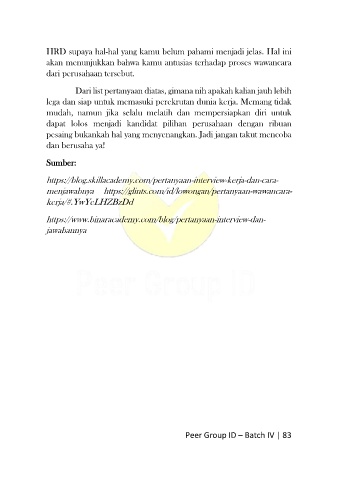 HRD supaya hal-hal yang kamu belum pahami menjadi jelas. Hal ini
akan menunjukkan bahwa kamu antusias terhadap proses wawancara
dari perusahaan tersebut.
Dari list pertanyaan diatas, gimana nih apakah kalian jauh lebih
lega dan siap untuk memasuki perekrutan dunia kerja. Memang tidak
mudah, namun jika selalu melatih dan mempersiapkan diri untuk
dapat lolos menjadi kandidat pilihan perusahaan dengan ribuan
pesaing bukankah hal yang menyenangkan. Jadi jangan takut mencoba
dan berusaha ya!
Sumber:
https://blog.skillacademy.com/pertanyaan-interview-kerja-dan-cara-
menjawabnya https://glints.com/id/lowongan/pertanyaan-wawancara-
kerja/#.YwYcLHZBzDd
https://www.binaracademy.com/blog/pertanyaan-interview-dan-
jawabannya
Peer Group ID
Peer Group ID – Batch IV | 83